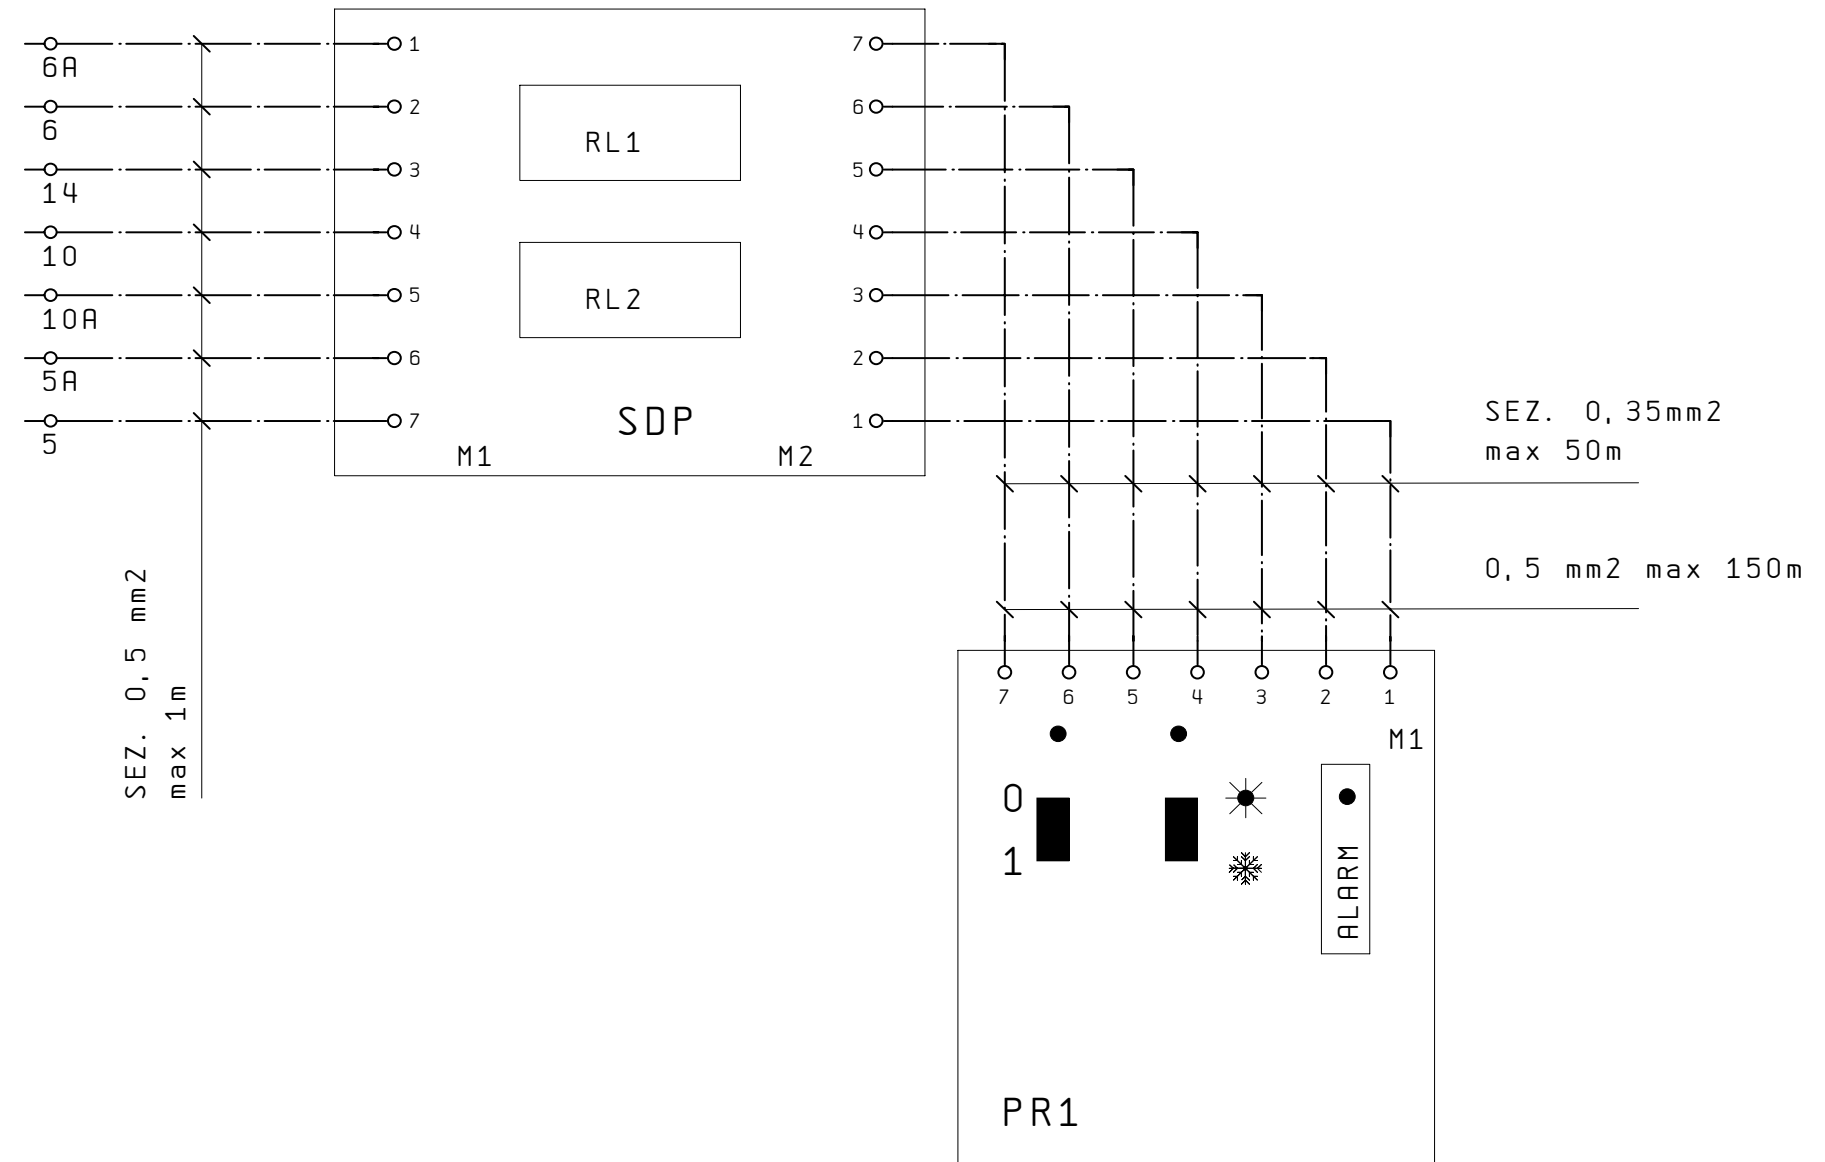 6A
6
14
10
10A
5A
5
1
2
3
4
5
6
7
RL1
RL2
SDP
M1
M2
7
6
5
4
3
2
1
SEZ. 0,5 mm2
max 1m
SEZ. 0,35mm2
max 50m
0,5 mm2 max 150m
7 6 5 4 3 2 1
M1
0
1
ALARM
PR1